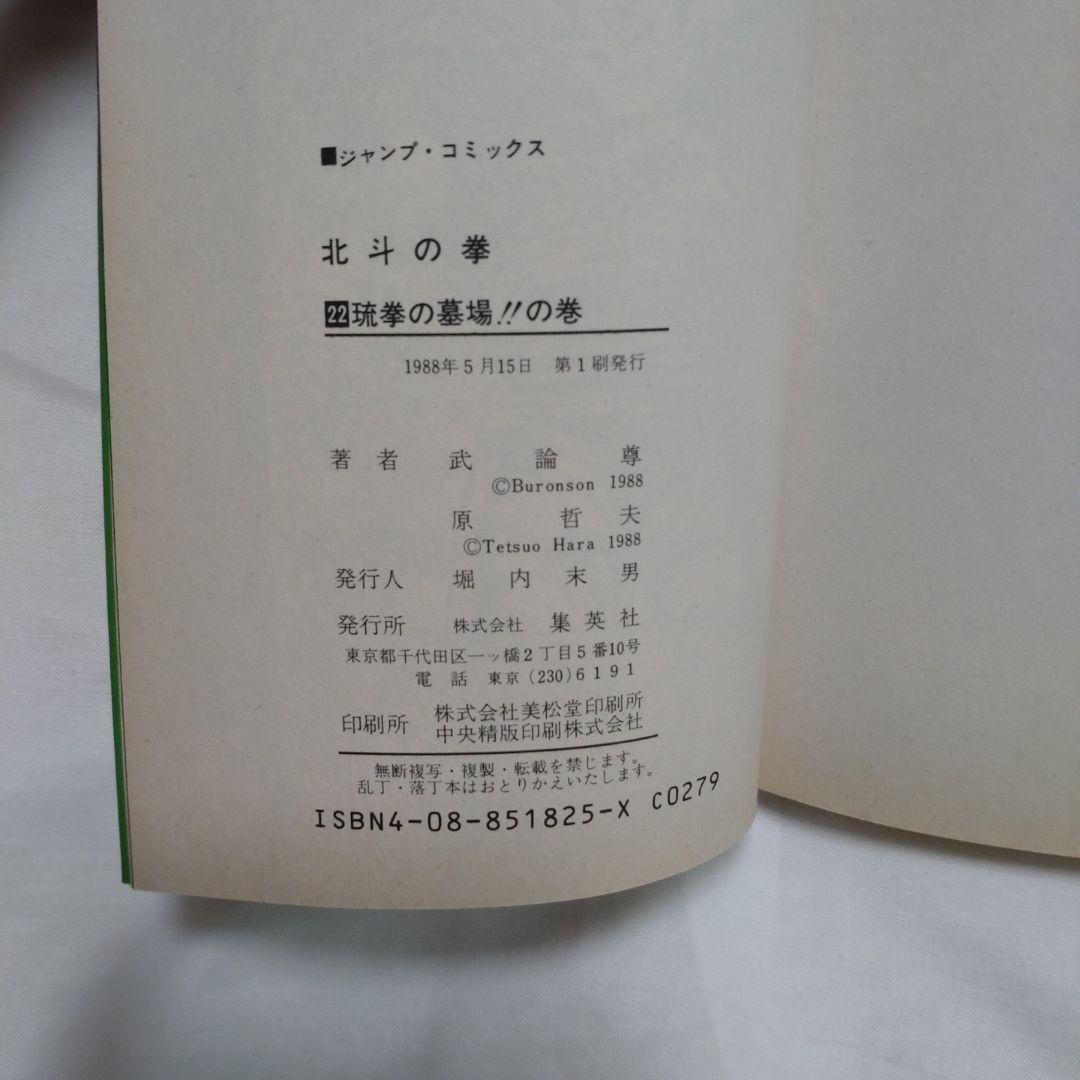 ■ジャンプ・コミックス
北斗の拳
22琉拳の墓場!!の巻
1988年5月15日 第1刷発行
著者 武論尊
©Buronson 1988
原哲夫
©Tetsuo Hara 1988
発行人 堀内末男
発行所 株式会社 集英社
東京都千代田区一ッ橋2丁目5番10号
電話 東京(230)6191
印刷所 株式会社美松堂印刷所
中央精版印刷株式会社
無断複写・複製・転載を禁じます。
乱丁・落丁本はおとりかえいたします。
ISBN4-08-851825-X C0279